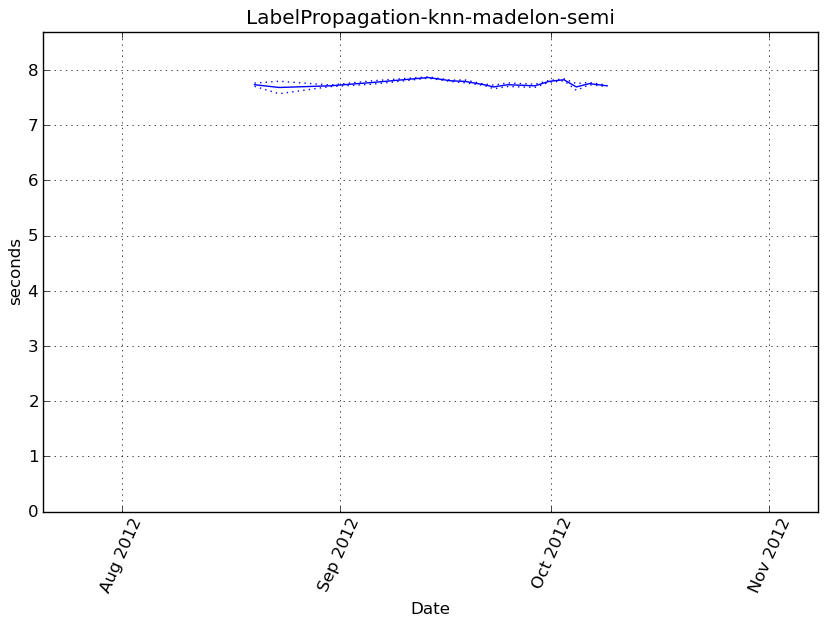 LabelPropagation-knn-madelon-semi
8
7
6
5
4
3
2
1
0
seconds
Aug 2012
Sep 2012
Oct 2012
Nov 2012
Date